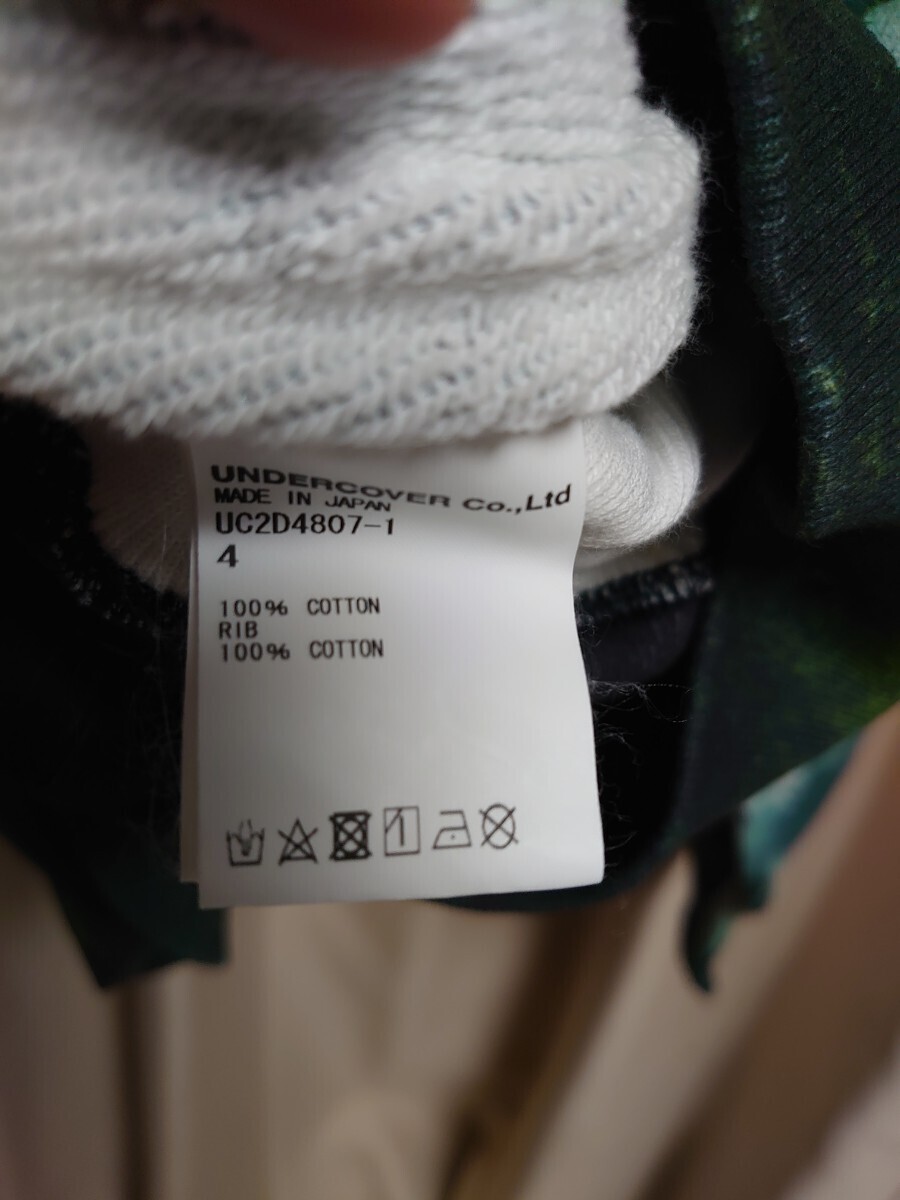 UNDERCOVER Co.,Ltd
MADE IN JAPAN
UC2D4807-1
4
100% COTTON
RIB
100% COTTON